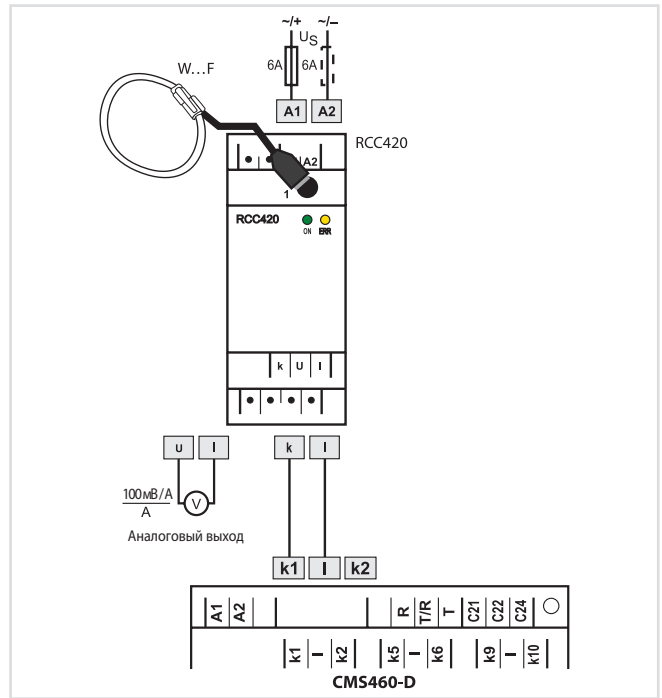 ~/+ ~/–
U S
6A 6A
W...F
A1 A2
RCC420
A2
1
RCC420
ON ERR
k U I
U I k I
100мВ/А
А
V
Аналоговый выход
k1 I k2
A1 A2 R T/R T C21 C22 C24
k1 I k2 k5 I k6 k9 I k10
CMS460-D